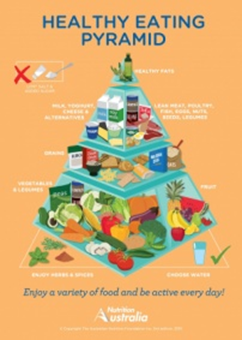 HEALTHY EATING
PYRAMID
HEALTHY FATS
MILK, YOGHURT,
CHEESE &
ALTERNATIVES
LEAN MEAT, POULTRY,
FISH, EGGS, NUTS,
SEEDS, LEGUMES
GRAINS
VEGETABLES
& LEGUMES
FRUIT
ENJOY HERBS & SPICES
CHOOSE WATER
Enjoy a variety of food and be active every day!
Nutrition
Australia